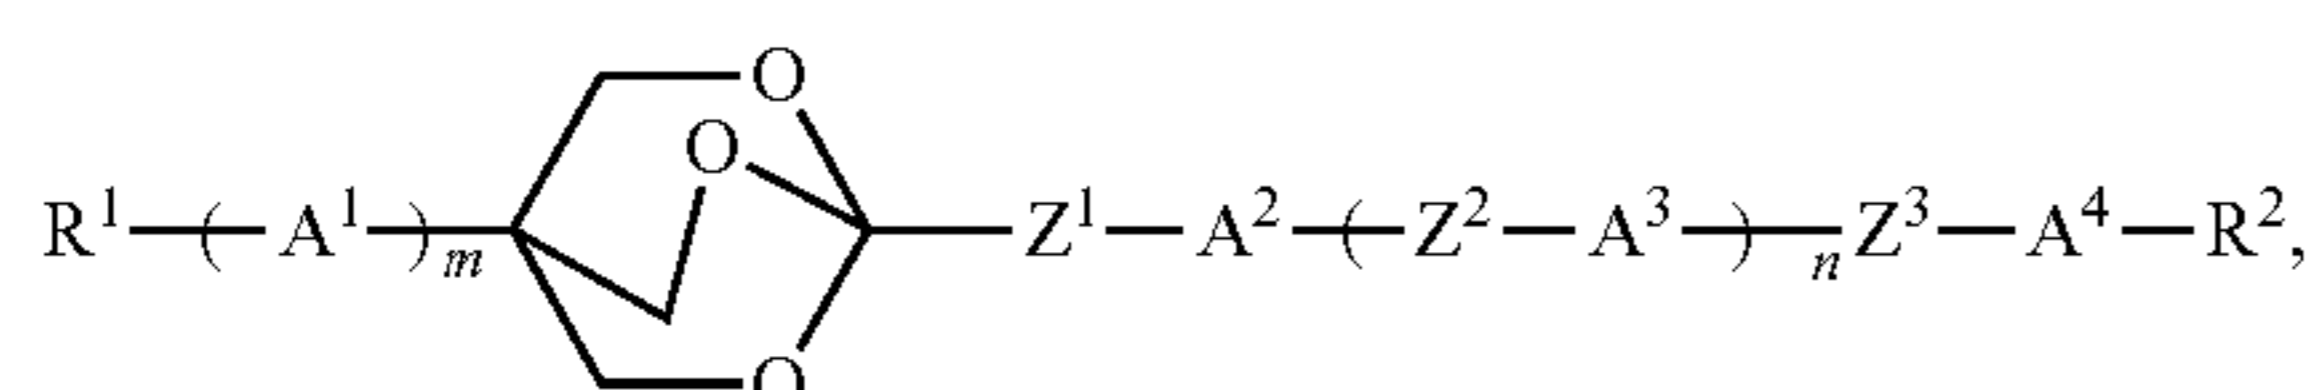 O
O
R¹—(—A¹—)ₘ Z¹—A²—(—Z²—A³—)ₙ Z³—A⁴—R²,
O